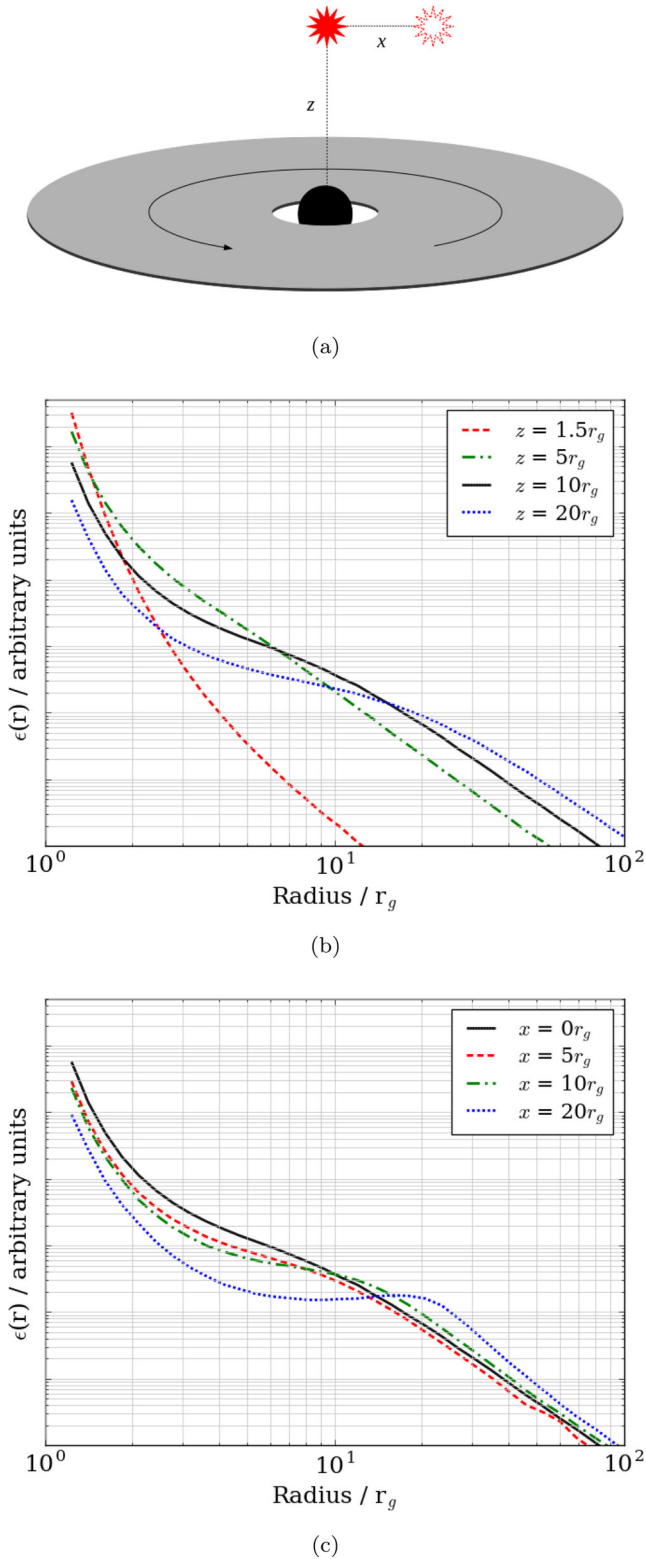 x
z
(a)
ϵ(r) / arbitrary units
z = 1.5r_g
z = 5r_g
z = 10r_g
z = 20r_g
10^0 10^1 10^2
Radius / r_g
(b)
ϵ(r) / arbitrary units
x = 0r_g
x = 5r_g
x = 10r_g
x = 20r_g
10^0 10^1 10^2
Radius / r_g
(c)